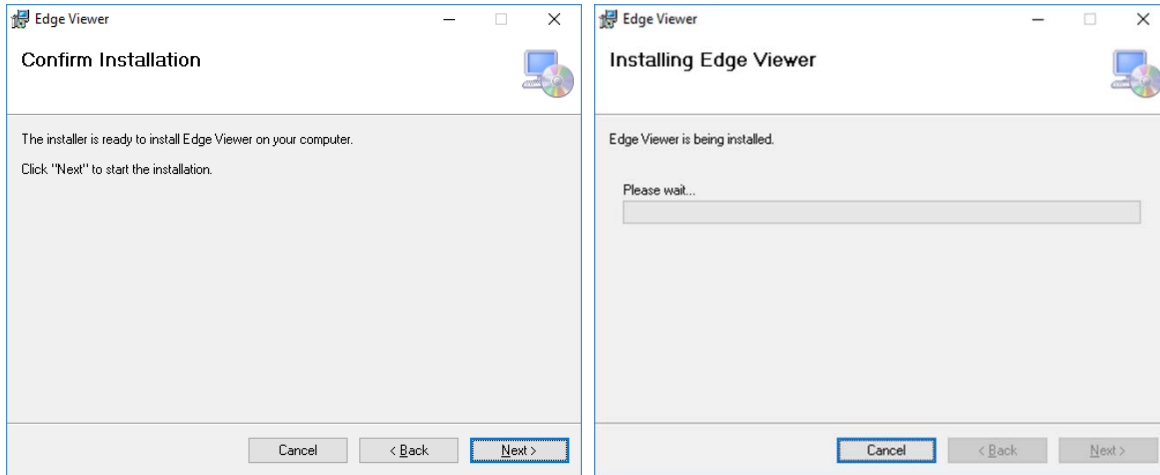 Edge Viewer
Confirm Installation
The installer is ready to install Edge Viewer on your computer.
Click "Next" to start the installation.
Cancel
< Back
Next >
Edge Viewer
Installing Edge Viewer
Edge Viewer is being installed.
Please wait...
Cancel
< Back
Next >